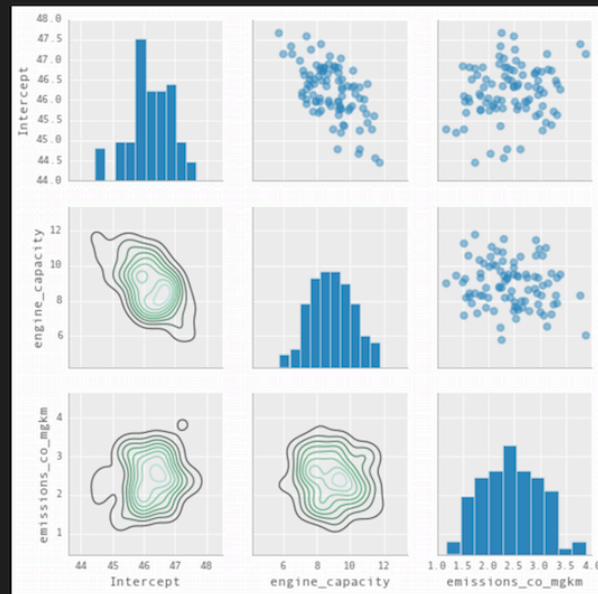 48.0
47.5
47.0
46.5
46.0
45.5
45.0
44.5
44.0
Intercept
12
10
8
6
engine_capacity
4
3
2
1
emissions_co_mgkm
44 45 46 47 48
6 8 10 12
1.0 1.5 2.0 2.5 3.0 3.5 4.0
Intercept
engine_capacity
emissions_co_mgkm